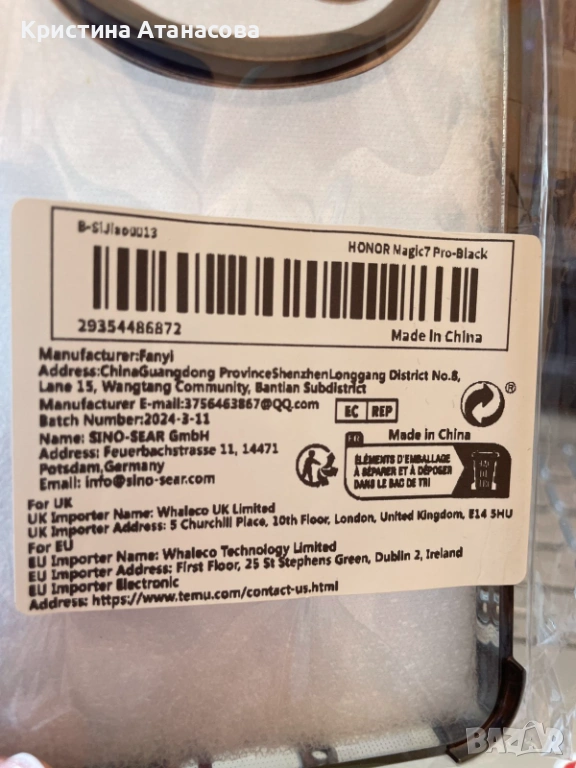 Кристина Атанасова
B-SiJiao0013
HONOR Magic7 Pro-Black
29354486872
Made In China
Manufacturer:Fanyi
Address:ChinaGuangdong ProvinceShenzhenLonggang District No.8,
Lane 15, Wangtang Community, Bantian Subdistrict
Manufacturer E-mail:3756463867@QQ.com
EC REP
®
Batch Number:2024-3-11
Made in China
Name: SINO-SEAR GmbH
Address: Feuerbachstrasse 11, 14471
Potsdam,Germany
Email: info@sino-sear.com
FR
ÉLÉMENTS D'EMBALLAGE
À SÉPARER ET À DÉPOSER
DANS LE BAC DE TRI
For UK
UK Importer Name: Whaleco UK Limited
UK Importer Address: 5 Churchill Place, 10th Floor, London, United Kingdom, E14 5HU
For EU
EU Importer Name: Whaleco Technology Limited
EU Importer Address: First Floor, 25 St Stephens Green, Dublin 2, Ireland
EU Importer Electronic
Address: https://www.temu.com/contact-us.html
BAZAR